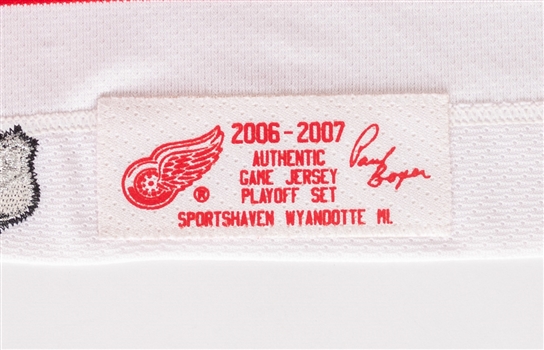 2006-2007
AUTHENTIC
GAME JERSEY
PLAYOFF SET
SPORTSHAVEN WYANDOTTE MI.
®
Paul
Boyer